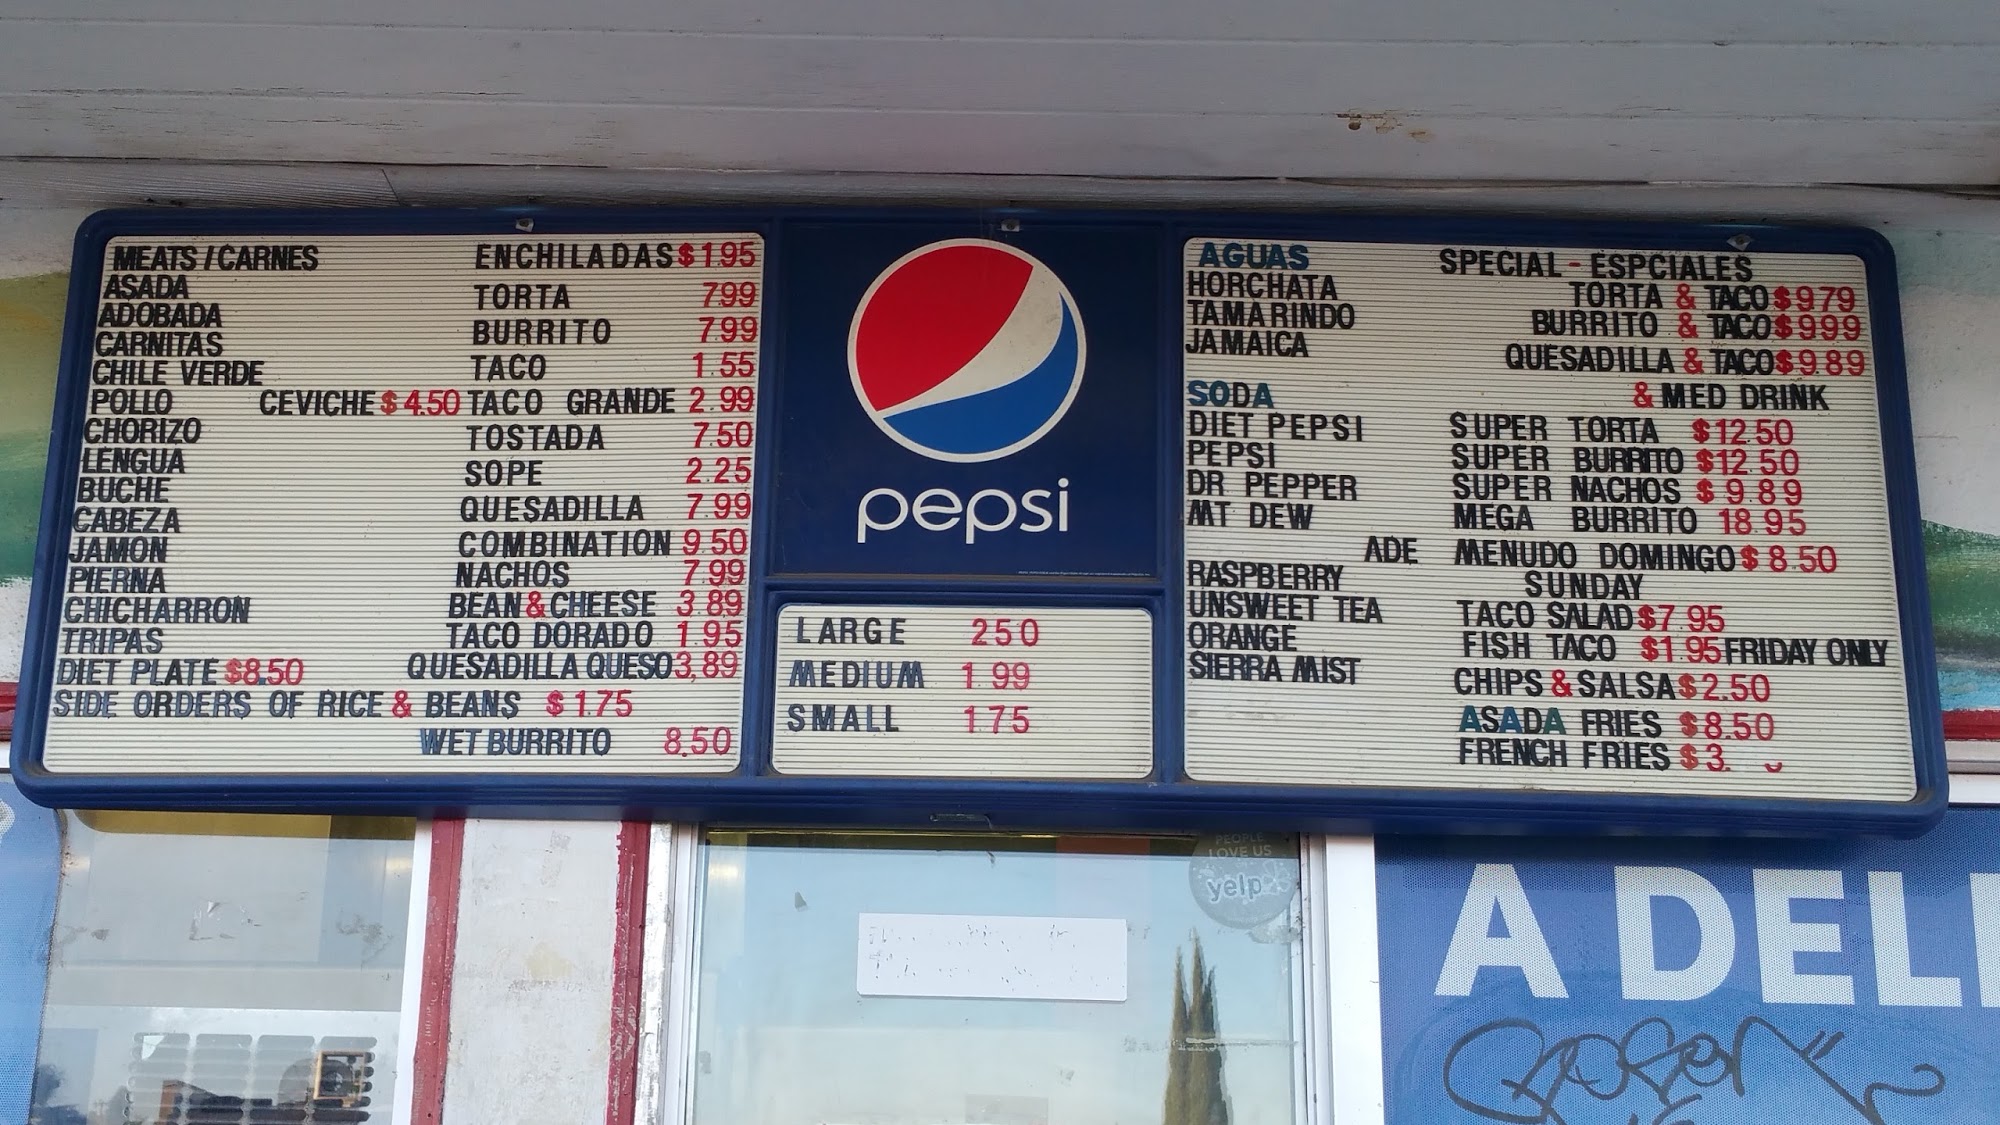 MEATS / CARNES
ASADA
ADOBADA
CARNITAS
CHILE VERDE
POLLO
CHORIZO
LENGUA
BUCHE
CABEZA
JAMON
PIERNA
CHICHARRON
TRIPAS
DIET PLATE $8.50
SIDE ORDERS OF RICE & BEANS $1.75
CEVICHE $4.50
ENCHILADAS $1.95
TORTA 7.99
BURRITO 7.99
TACO 1.55
TACO GRANDE 2.99
TOSTADA 7.50
SOPE 2.25
QUESADILLA 7.99
COMBINATION 9.50
NACHOS 7.99
BEAN & CHEESE 3.89
TACO DORADO 1.95
QUESADILLA QUESO 3,89
WET BURRITO 8.50
pepsi
LARGE 250
MEDIUM 1.99
SMALL 1.75
AGUAS
HORCHATA
TAMARINDO
JAMAICA
SODA
DIET PEPSI
PEPSI
DR PEPPER
MT DEW
ADE
RASPBERRY
UNSWEET TEA
ORANGE
SIERRA MIST
SPECIAL - ESPCIALES
TORTA & TACO $979
BURRITO & TACO $999
QUESADILLA & TACO $9.89
& MED DRINK
SUPER TORTA $12.50
SUPER BURRITO $12.50
SUPER NACHOS $9.89
MEGA BURRITO 18.95
MENUDO DOMINGO $8.50
SUNDAY
TACO SALAD $7.95
FISH TACO $1.95 FRIDAY ONLY
CHIPS & SALSA $2.50
ASADA FRIES $8.50
FRENCH FRIES $3.
PEOPLE
LOVE US
yelp
A DELI